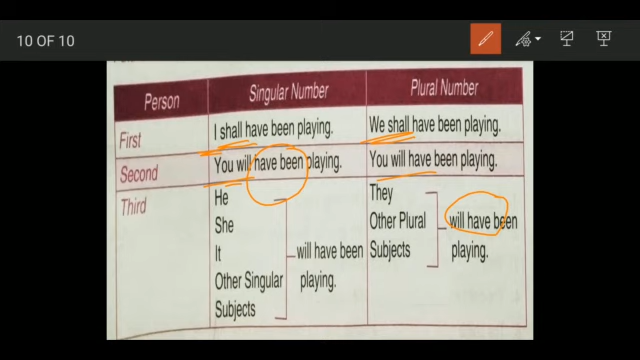 10 OF 10
Person Singular Number Plural Number
First I shall have been playing. We shall have been playing.
Second You will have been playing. You will have been playing.
Third He They
She Other Plural will have been
It will have been Subjects playing.
Other Singular playing.
Subjects